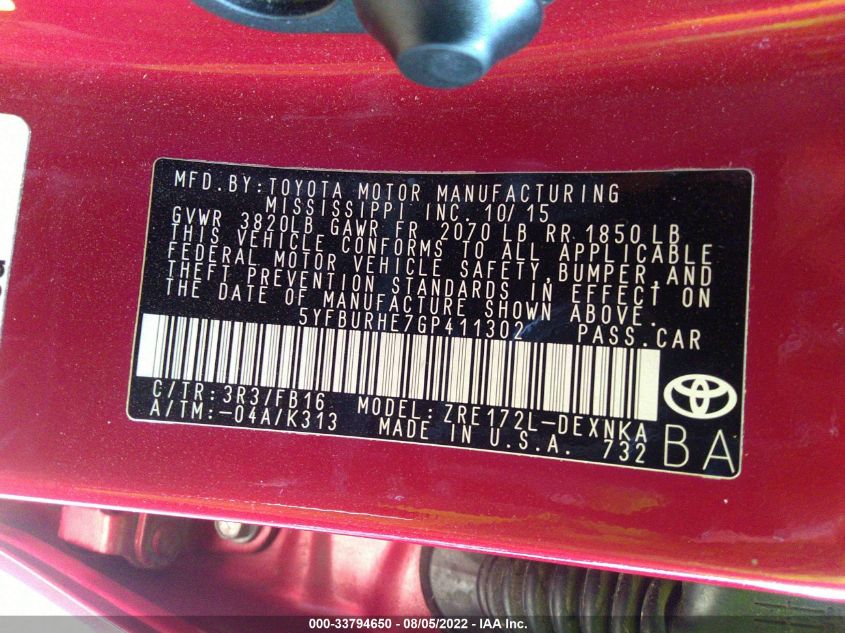 MFD. BY: TOYOTA MOTOR MANUFACTURING
MISSISSIPPI INC. 10/15
GVWR 3820LB GAWR FR 2070 LB RR 1850 LB
THIS VEHICLE CONFORMS TO ALL APPLICABLE
FEDERAL MOTOR VEHICLE SAFETY, BUMPER, AND
THEFT PREVENTION STANDARDS IN EFFECT ON
THE DATE OF MANUFACTURE SHOWN ABOVE.
5YFBURHE7GP411302 PASS.CAR
C/TR: 3R3/FB16 MODEL: ZRE172L-DEXNKA
A/TM:-04A/K313 MADE IN U.S.A. 732
BA
000-33794650 - 08/05/2022 - IAA Inc.